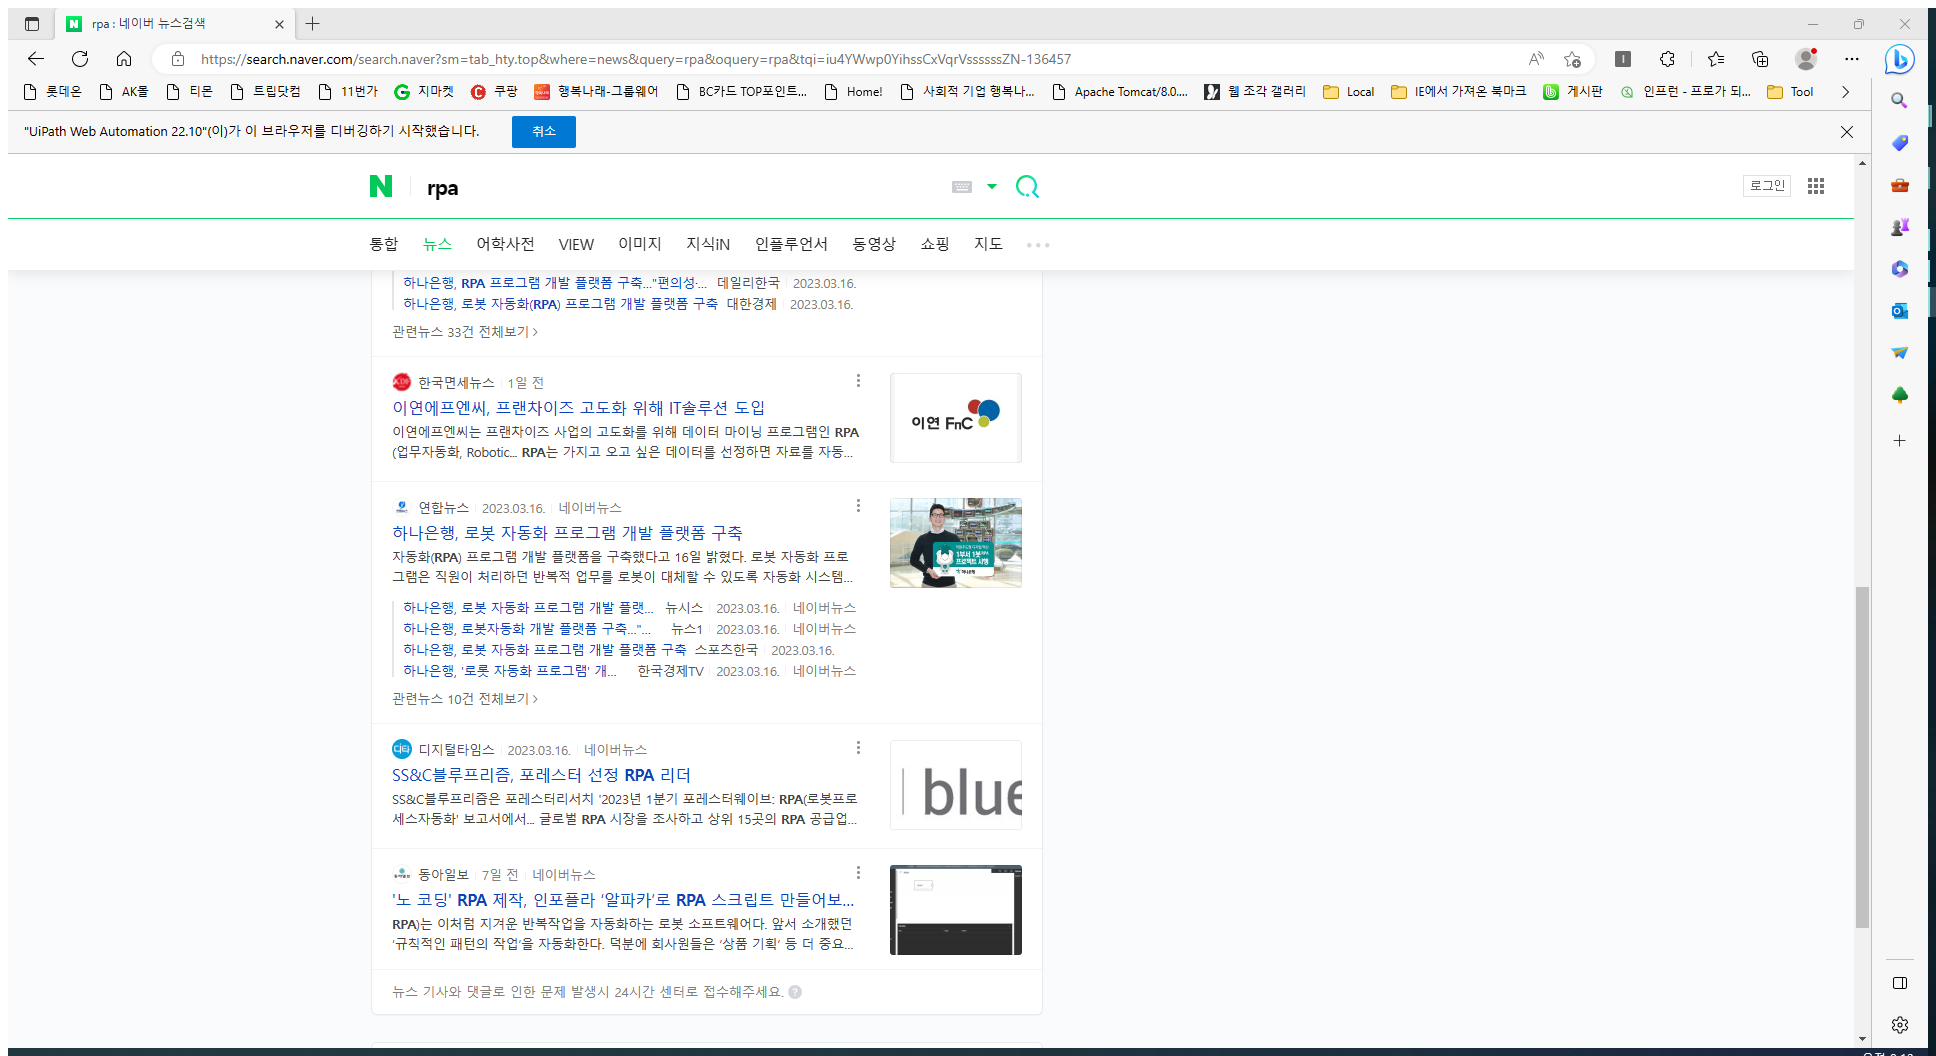 rpa : 네이버 뉴스검색
https://search.naver.com/search.naver?sm=tab_hty.top&where=news&query=rpa&oquery=rpa&tqi=iu4YWwp0YihssCxVqrVssssssZN-136457
롯데온 AK몰 티몬 트립닷컴 11번가 지마켓 쿠팡 행복나래-그룹웨어 BC카드 TOP포인트... Home! 사회적 기업 행복나... Apache Tomcat/8.0.... 웹 조각 갤러리 Local IE에서 가져온 북마크 게시판 인프런 - 프로가 되... Tool
"UiPath Web Automation 22.10"(이)가 이 브라우저를 디버깅하기 시작했습니다. 취소
N rpa 로그인
통합 뉴스 어학사전 VIEW 이미지 지식iN 인플루언서 동영상 쇼핑 지도
하나은행, RPA 프로그램 개발 플랫폼 구축..."편의성·... 데일리한국 2023.03.16.
하나은행, 로봇 자동화(RPA) 프로그램 개발 플랫폼 구축 대한경제 2023.03.16.
관련뉴스 33건 전체보기
한국면세뉴스 1일 전
이연에프엔씨, 프랜차이즈 고도화 위해 IT솔루션 도입
이연에프엔씨는 프랜차이즈 사업의 고도화를 위해 데이터 마이닝 프로그램인 RPA
(업무자동화, Robotic... RPA는 가지고 오고 싶은 데이터를 선정하면 자료를 자동...
이연 FnC
연합뉴스 2023.03.16. 네이버뉴스
하나은행, 로봇 자동화 프로그램 개발 플랫폼 구축
자동화(RPA) 프로그램 개발 플랫폼을 구축했다고 16일 밝혔다. 로봇 자동화 프로
그램은 직원이 처리하던 반복적 업무를 로봇이 대체할 수 있도록 자동화 시스템...
1부서 1봇
프로젝트 시행
하나은행, 로봇 자동화 프로그램 개발 플랫... 뉴시스 2023.03.16. 네이버뉴스
하나은행, 로봇자동화 개발 플랫폼 구축..."... 뉴스1 2023.03.16. 네이버뉴스
하나은행, 로봇 자동화 프로그램 개발 플랫폼 구축 스포츠한국 2023.03.16.
하나은행, '로롯 자동화 프로그램' 개... 한국경제TV 2023.03.16. 네이버뉴스
관련뉴스 10건 전체보기
디타 디지털타임스 2023.03.16. 네이버뉴스
SS&C블루프리즘, 포레스터 선정 RPA 리더
SS&C블루프리즘은 포레스터리서치 '2023년 1분기 포레스터웨이브: RPA(로봇프로
세스자동화' 보고서에서... 글로벌 RPA 시장을 조사하고 상위 15곳의 RPA 공급업...
blue
동아일보 7일 전 네이버뉴스
'노 코딩' RPA 제작, 인포플라 ‘알파카’로 RPA 스크립트 만들어보...
RPA)는 이처럼 지겨운 반복작업을 자동화하는 로봇 소프트웨어다. 앞서 소개했던
‘규칙적인 패턴의 작업’을 자동화한다. 덕분에 회사원들은 ‘상품 기획’ 등 더 중요...
뉴스 기사와 댓글로 인한 문제 발생시 24시간 센터로 접수해주세요.